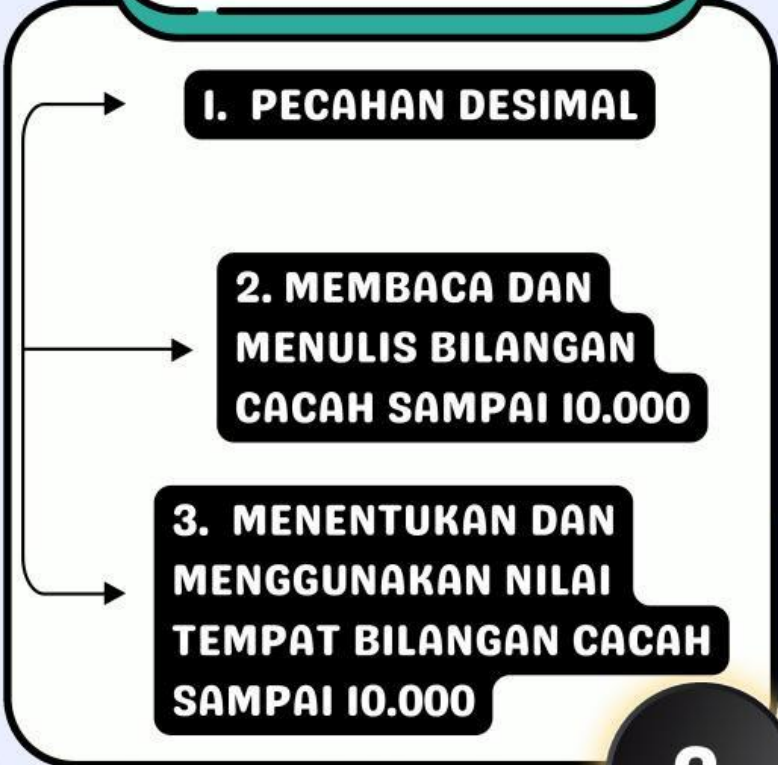 1. PECAHAN DESIMAL
2. MEMBACA DAN
MENULIS BILANGAN
CACAH SAMPAI 10.000
3. MENENTUKAN DAN
MENGGUNAKAN NILAI
TEMPAT BILANGAN CACAH
SAMPAI 10.000